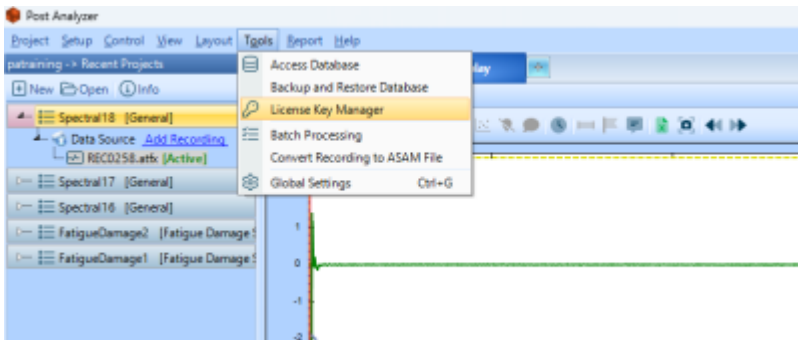 Post Analyzer
Project Setup Control View Layout Tools Report Help
patraining -> Recent Projects
New Open Info
Spectral18 [General]
Data Source Add Recording
REC0258.atfx [Active]
Spectral17 [General]
Spectral16 [General]
FatigueDamage2 [Fatigue Damage
FatigueDamage1 [Fatigue Damage
Access Database
Backup and Restore Database
License Key Manager
Batch Processing
Convert Recording to ASAM File
Global Settings Ctrl+G
lay
1
0
-1
-2